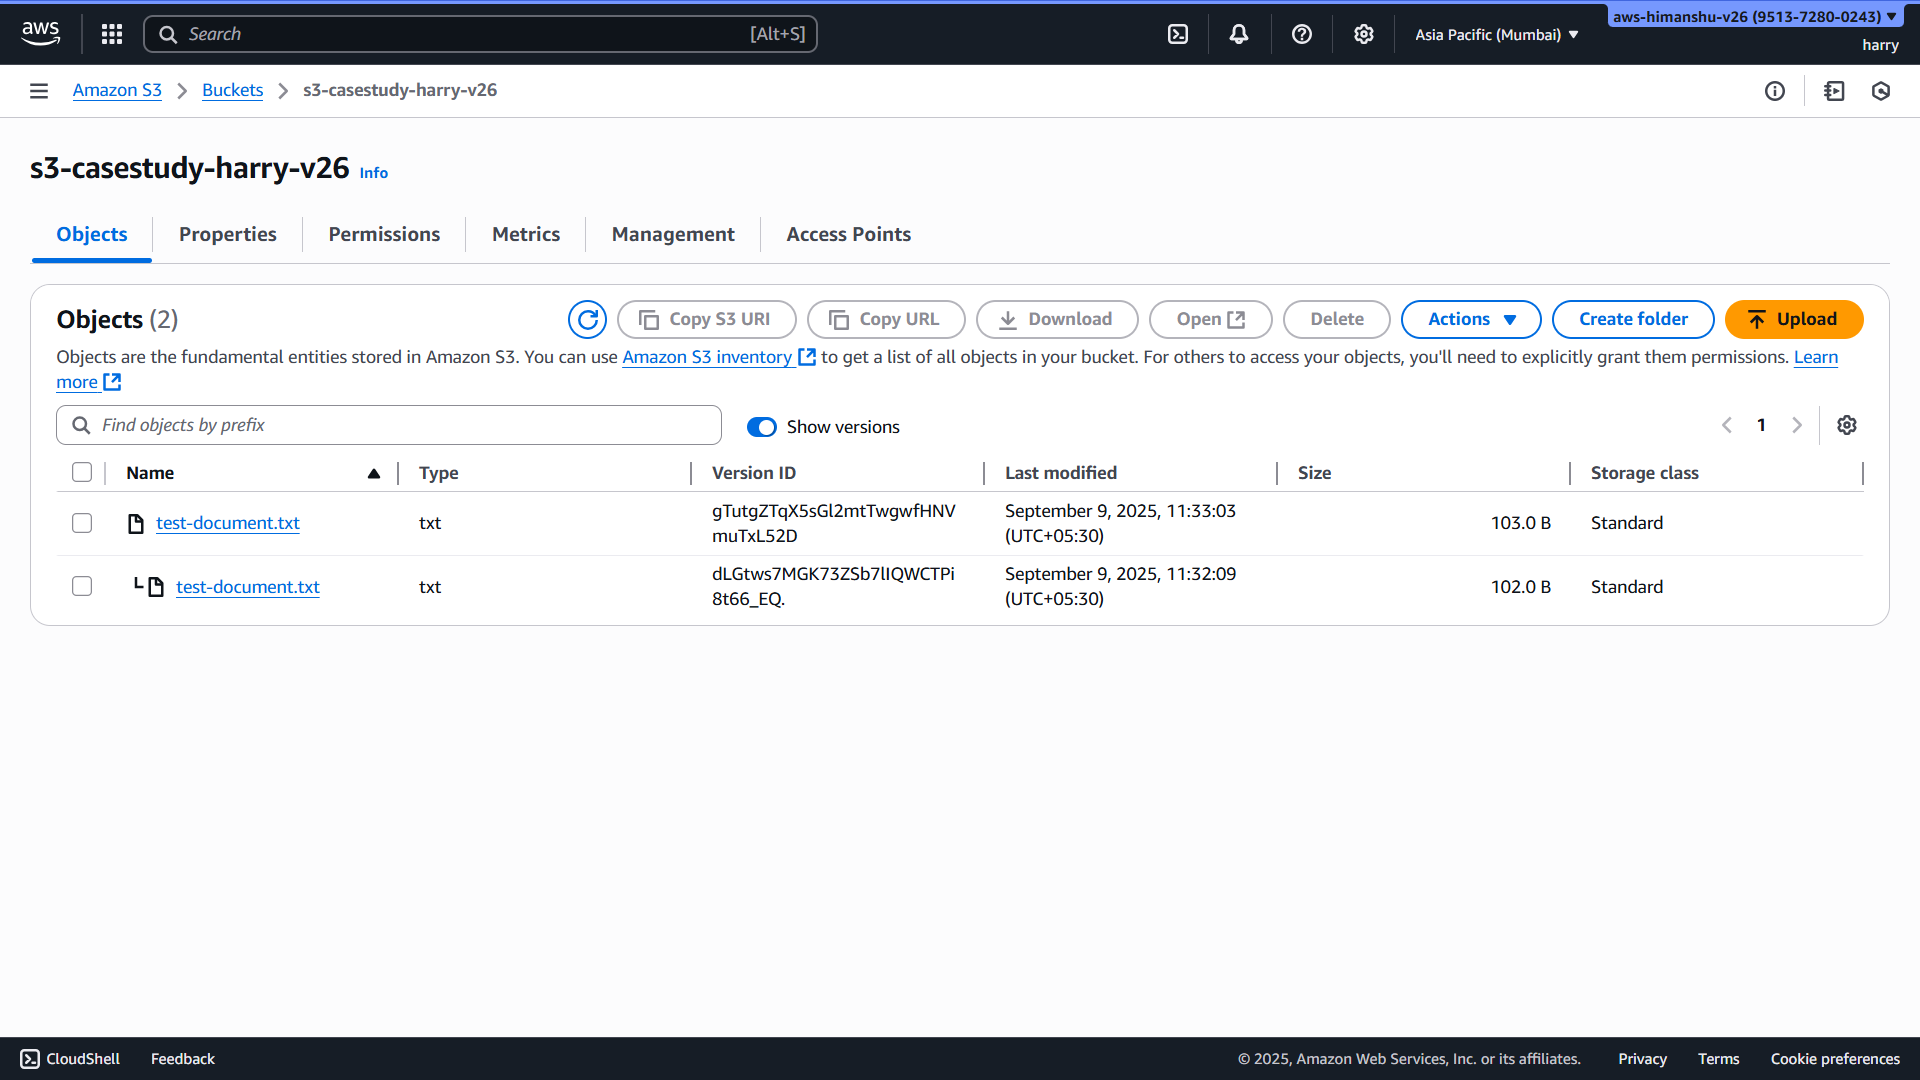 aws
Search
[Alt+S]
Asia Pacific (Mumbai)
aws-himanshu-v26 (9513-7280-0243)
harry
Amazon S3
Buckets
s3-casestudy-harry-v26
s3-casestudy-harry-v26
Info
Objects
Properties
Permissions
Metrics
Management
Access Points
Objects (2)
Copy S3 URI
Copy URL
Download
Open
Delete
Actions
Create folder
Upload
Objects are the fundamental entities stored in Amazon S3. You can use Amazon S3 inventory to get a list of all objects in your bucket. For others to access your objects, you'll need to explicitly grant them permissions. Learn
more
Find objects by prefix
Show versions
1
Name
Type
Version ID
Last modified
Size
Storage class
test-document.txt
txt
gTutgZTqX5sGl2mtTwgwfHNV
muTxL52D
September 9, 2025, 11:33:03
(UTC+05:30)
103.0 B
Standard
test-document.txt
txt
dLGtws7MGK73ZSb7lIQWCTPi
8t66_EQ.
September 9, 2025, 11:32:09
(UTC+05:30)
102.0 B
Standard
CloudShell
Feedback
© 2025, Amazon Web Services, Inc. or its affiliates.
Privacy
Terms
Cookie preferences